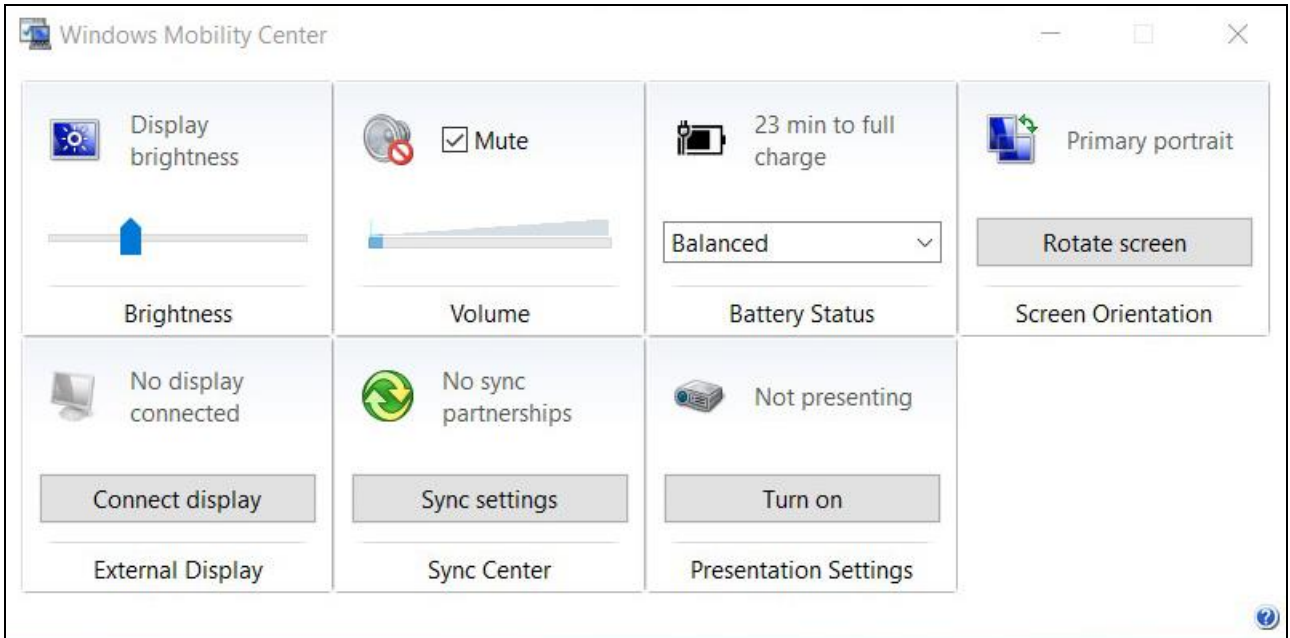 Windows Mobility Center
Display
brightness
Brightness
Mute
Volume
23 min to full
charge
Balanced
Battery Status
Primary portrait
Rotate screen
Screen Orientation
No display
connected
Connect display
External Display
No sync
partnerships
Sync settings
Sync Center
Not presenting
Turn on
Presentation Settings
?